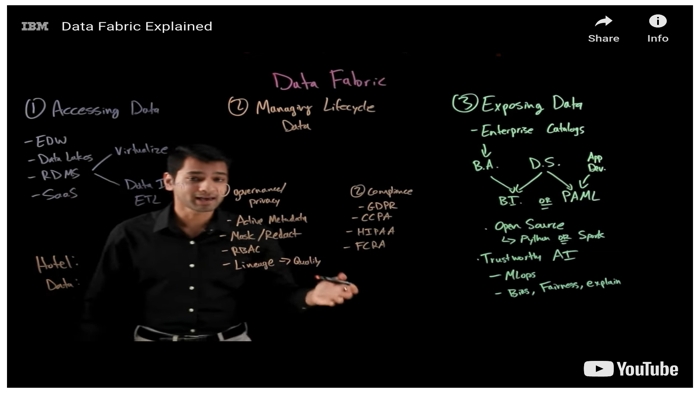 IBM
Data Fabric Explained
Share
Info
Data Fabric
① Accessing Data
- EDW
- Data Lakes
- RDMS
- SaaS
Virtualize
Data
ETL
Hotel:
Data:
② Managing Lifecycle
Data
governance/
privacy
- Active Metadata
- Mask/Redact
- RBAC
- Lineage → Quality
② Compliance
- GDPR
- CCPA
- HIPAA
- FCRA
③ Exposing Data
- Enterprise Catalogs
B.A.
D.S.
App
Dev.
BI. OR PAML
· Open Source
↳ Python OR Spark
· Trustworthy AI
- MLops
- Bias, Fairness, explain
YouTube